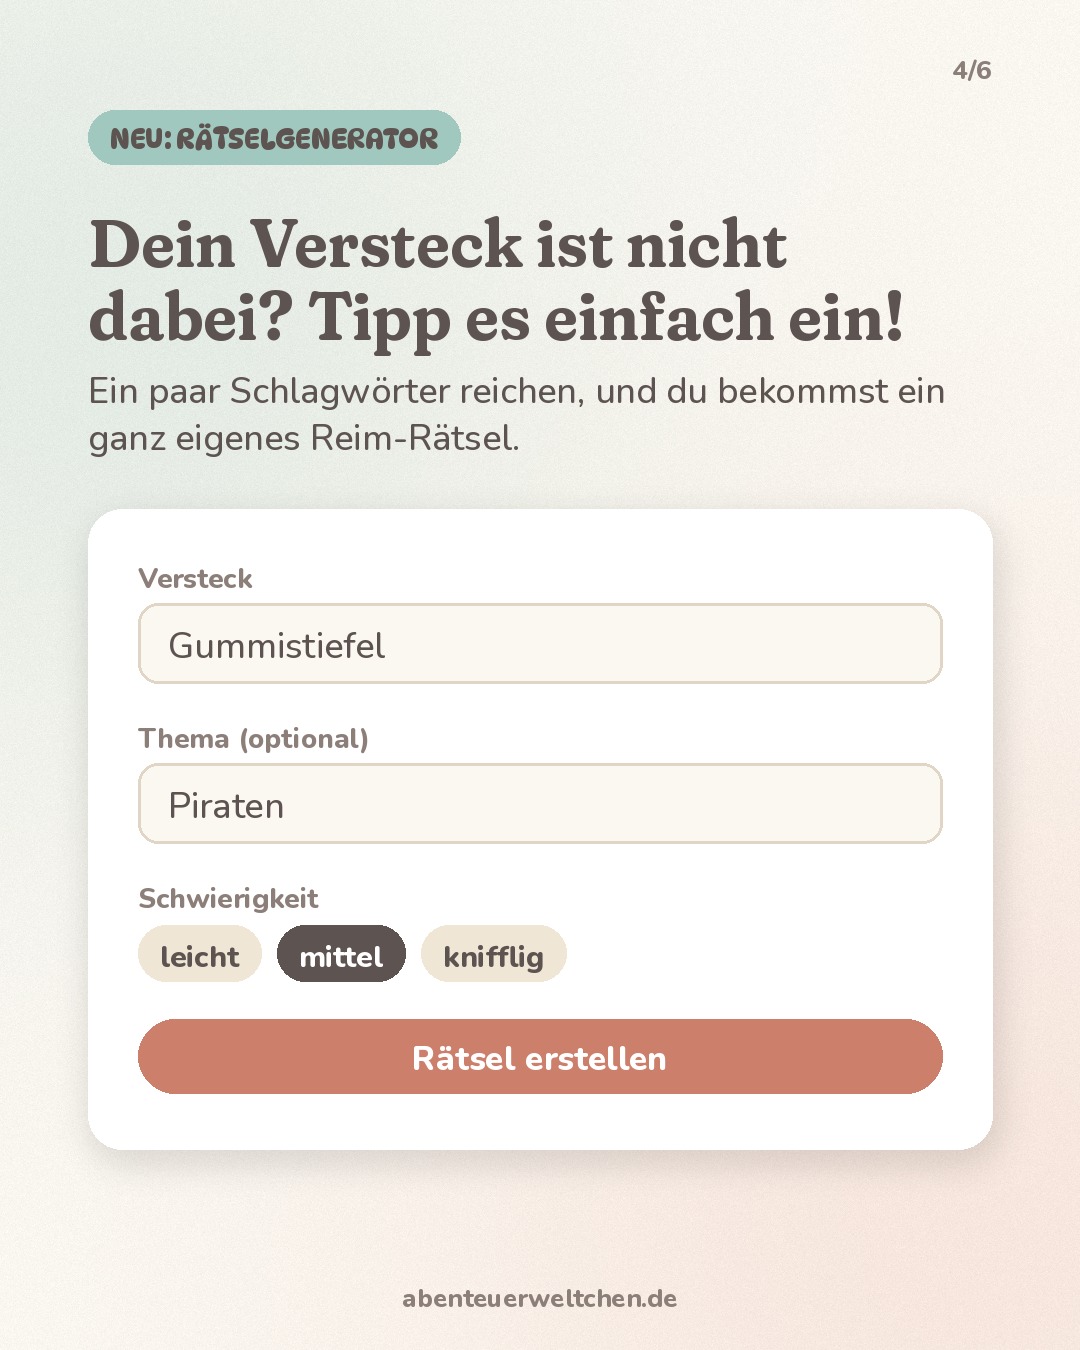 4/6
NEU: RÄTSELGENERATOR
Dein Versteck ist nicht
dabei? Tipp es einfach ein!
Ein paar Schlagwörter reichen, und du bekommst ein
ganz eigenes Reim-Rätsel.
Versteck
Gummistiefel
Thema (optional)
Piraten
Schwierigkeit
leicht mittel knifflig
Rätsel erstellen
abenteuerweltchen.de